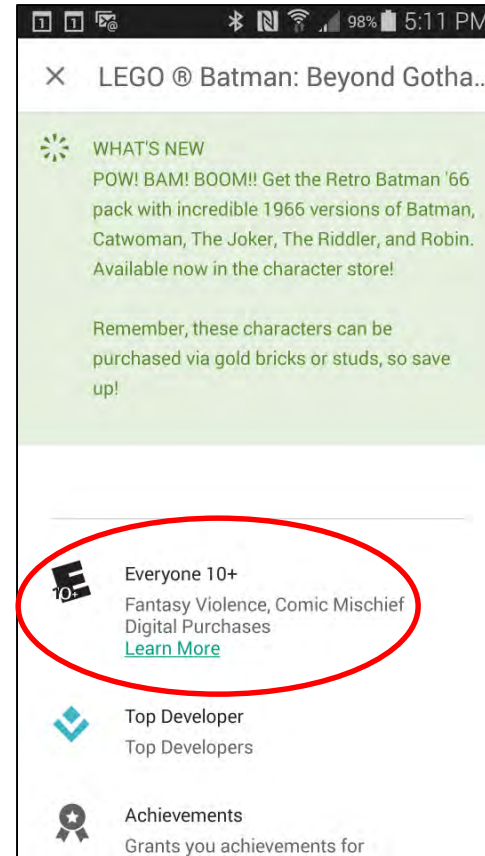 1 1 98% 5:11 PM
× LEGO ® Batman: Beyond Gotha..
WHAT'S NEW
POW! BAM! BOOM!! Get the Retro Batman '66
pack with incredible 1966 versions of Batman,
Catwoman, The Joker, The Riddler, and Robin.
Available now in the character store!
Remember, these characters can be
purchased via gold bricks or studs, so save
up!
E 10+
Everyone 10+
Fantasy Violence, Comic Mischief
Digital Purchases
Learn More
Top Developer
Top Developers
Achievements
Grants you achievements for